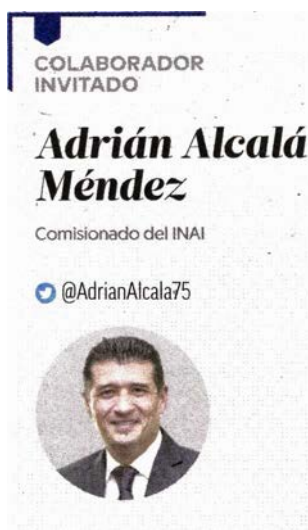 COLABORADOR
INVITADO
Adrián Alcalá
Méndez
Comisionado del INAI
@AdrianAlcala75